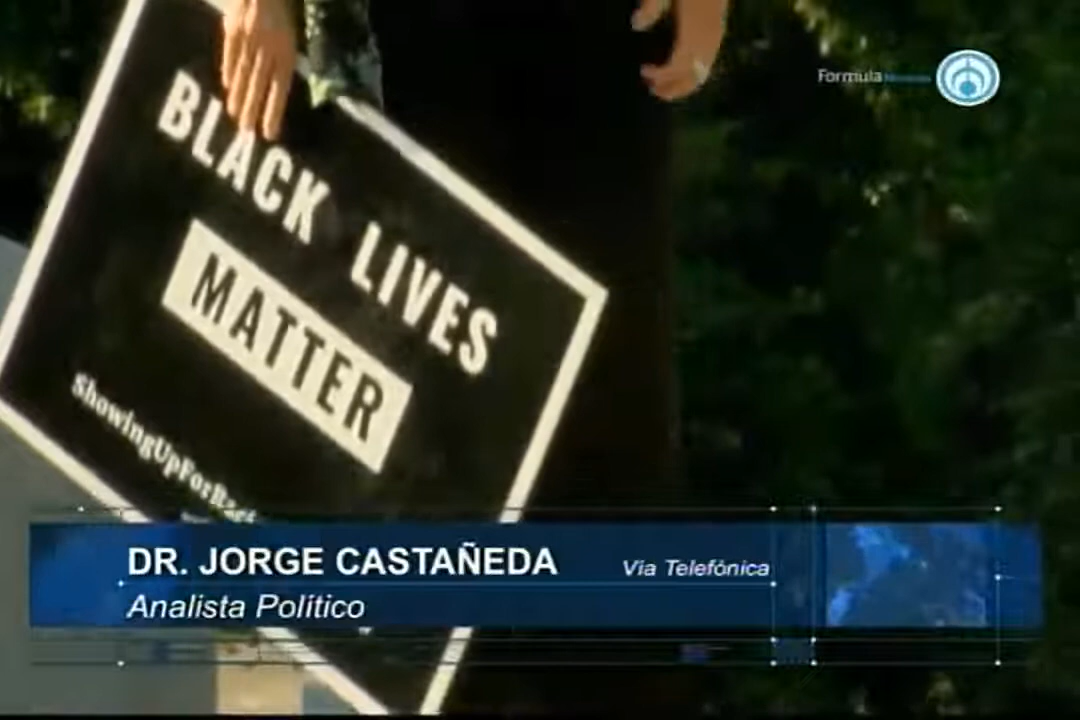 Formula
BLACK LIVES
MATTER
DR. JORGE CASTAÑEDA
Vía Telefónica
Analista Político